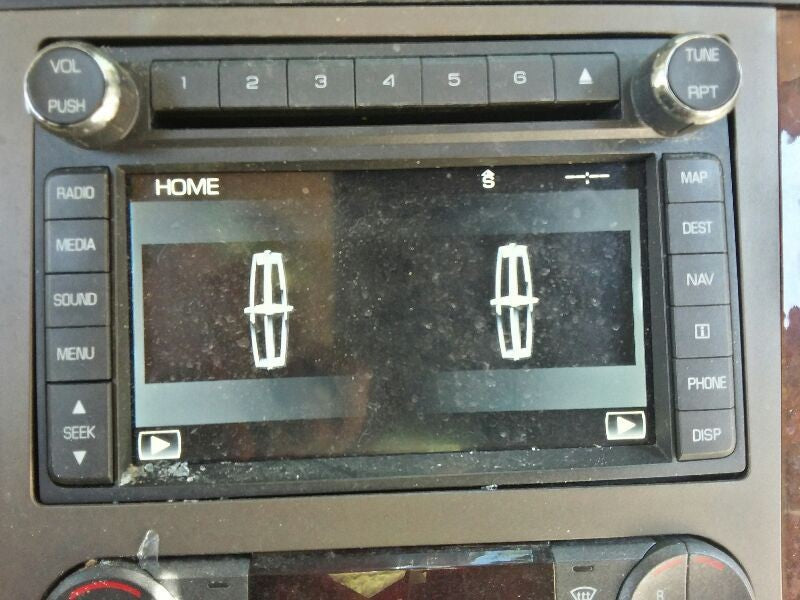 VOL
PUSH
1 2 3 4 5 6
TUNE
RPT
HOME
S
RADIO
MEDIA
SOUND
MENU
SEEK
MAP
DEST
NAV
i
PHONE
DISP
R